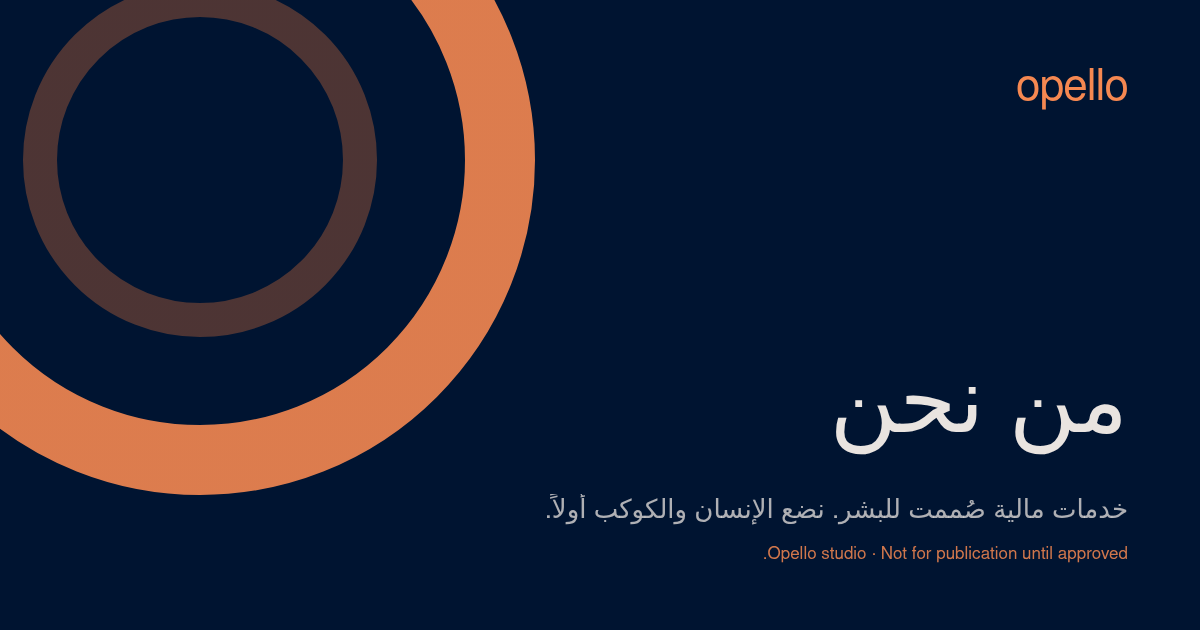 opello
من نحن
خدمات مالية صُممت للبشر. نضع الإنسان والكوكب أولاً.
.Opello studio · Not for publication until approved